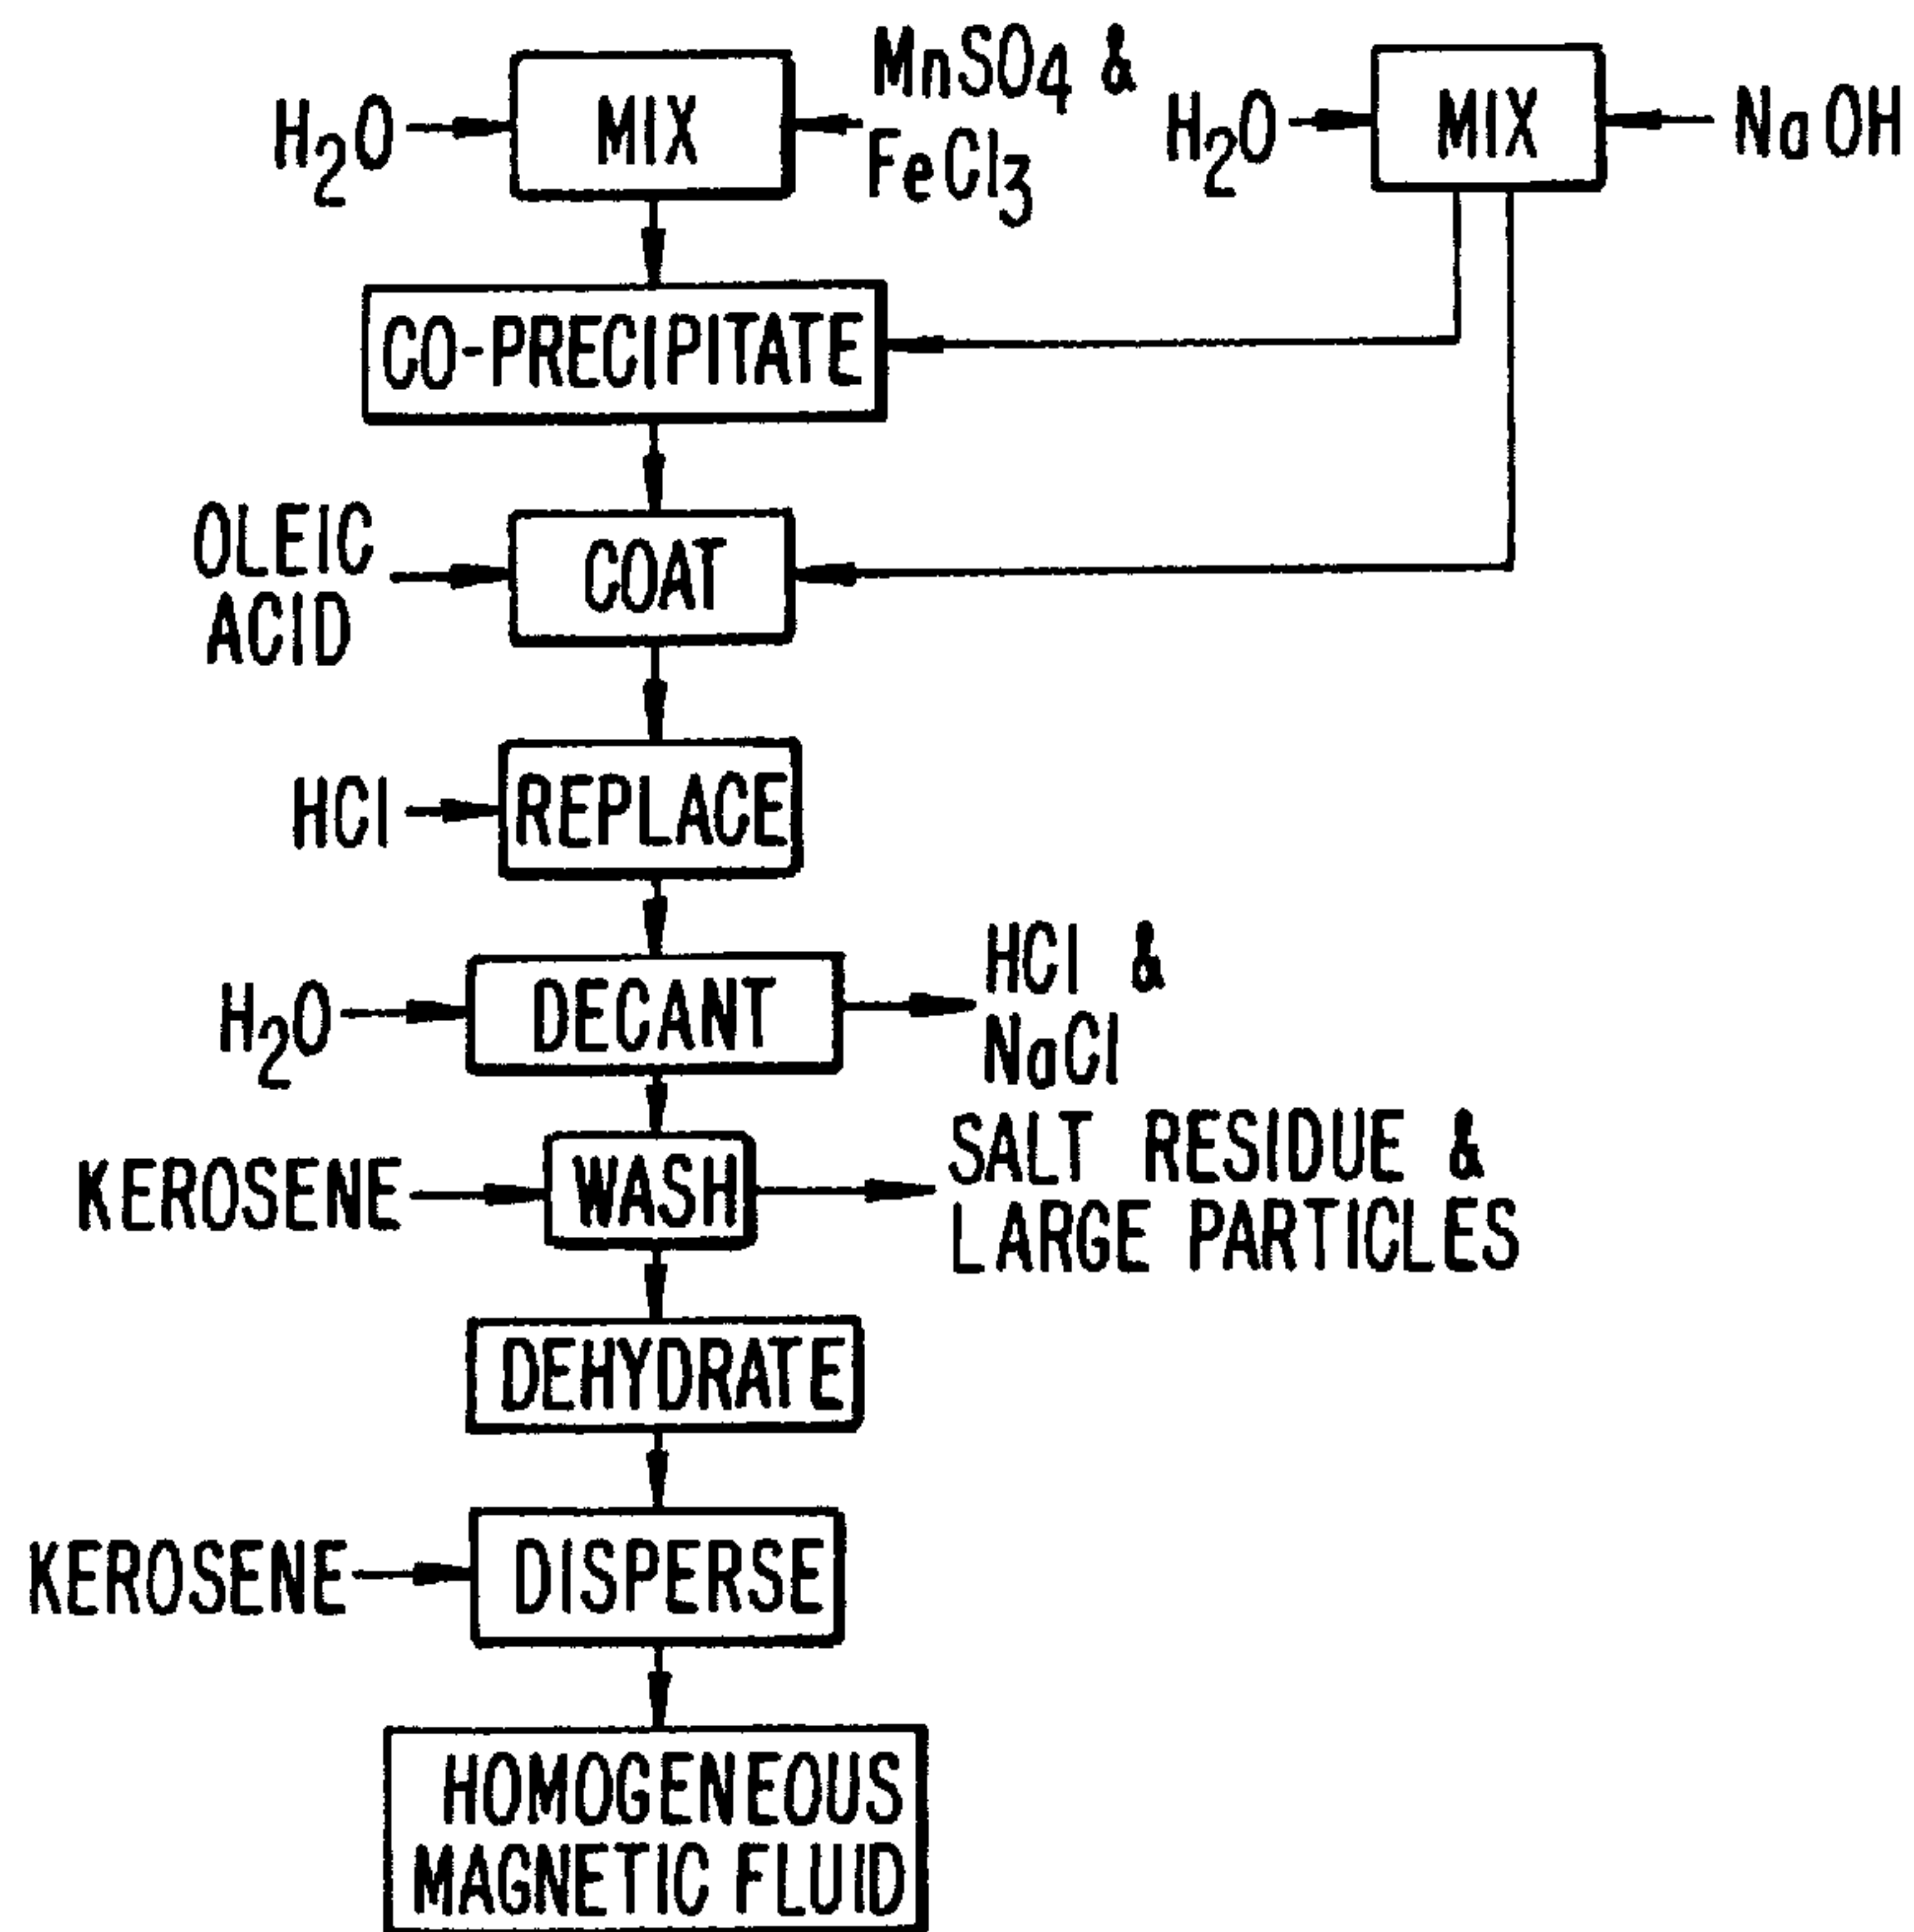 H₂O
MIX
MnSO₄ &
FeCl₃
H₂O
MIX
NaOH
CO-PRECIPITATE
OLEIC
ACID
COAT
HCl
REPLACE
H₂O
DECANT
HCl &
NaCl
KEROSENE
WASH
SALT RESIDUE &
LARGE PARTICLES
DEHYDRATE
KEROSENE
DISPERSE
HOMOGENEOUS
MAGNETIC FLUID